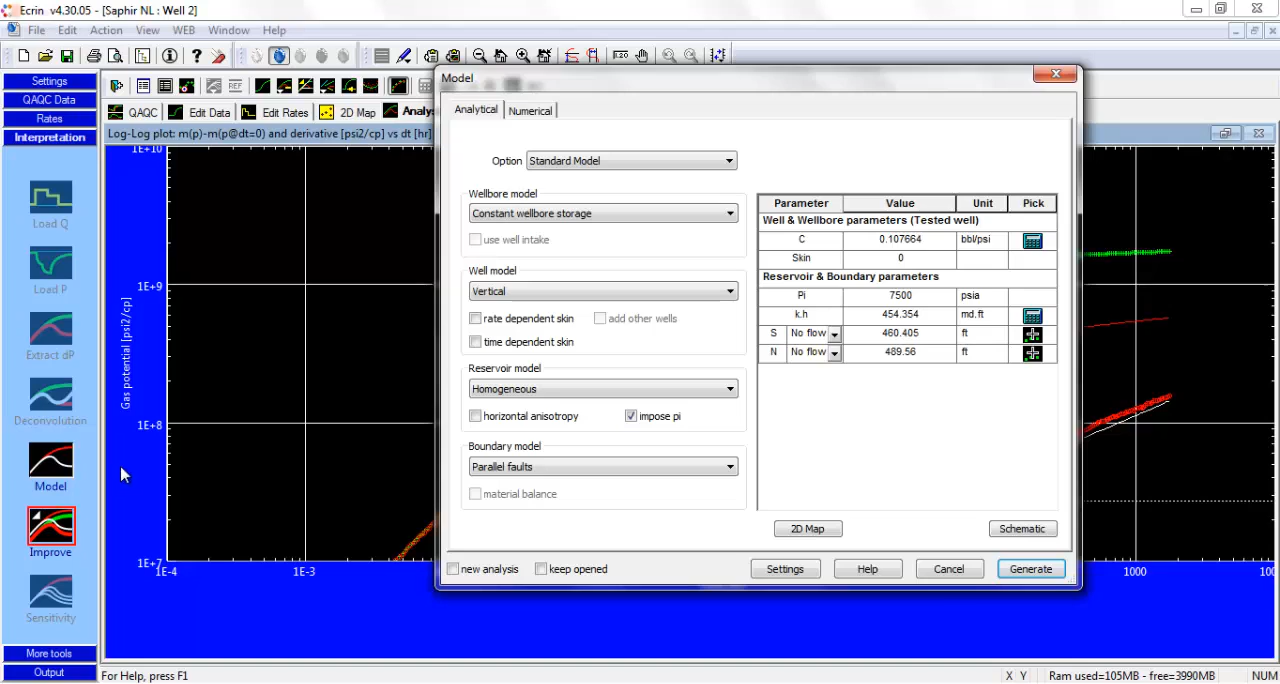 Ecrin v4.30.05 - [Saphir NL : Well 2]
File Edit Action View Tools WEB Window Help
Settings
QAQC Data
Rates
Interpretation
REF
QAQC Edit Data Edit Rates 2D Map Analys
Log-Log plot: m(p)-m(p@dt=0) and derivative [psi2/cp] vs dt [hr]
Load Q
Load P
Extract dP
Deconvolution
Model
Improve
Sensitivity
More tools
Output
Gas potential [psi2/cp]
1E+10
1E+9
1E+8
1E+7
1E-4
1E-3
1000
100
Model
Analytical Numerical
Option Standard Model
Wellbore model
Constant wellbore storage
use well intake
Well model
Vertical
rate dependent skin add other wells
time dependent skin
Reservoir model
Homogeneous
horizontal anisotropy impose pi
Boundary model
Parallel faults
material balance
Parameter Value Unit Pick
Well & Wellbore parameters (Tested well)
C 0.107664 bbl/psi
Skin 0
Reservoir & Boundary parameters
Pi 7500 psia
k.h 454.354 md.ft
S No flow 460.405 ft
N No flow 489.56 ft
2D Map Schematic
new analysis keep opened Settings Help Cancel Generate
For Help, press F1
X Y Ram used=105MB - free=3990MB NUM